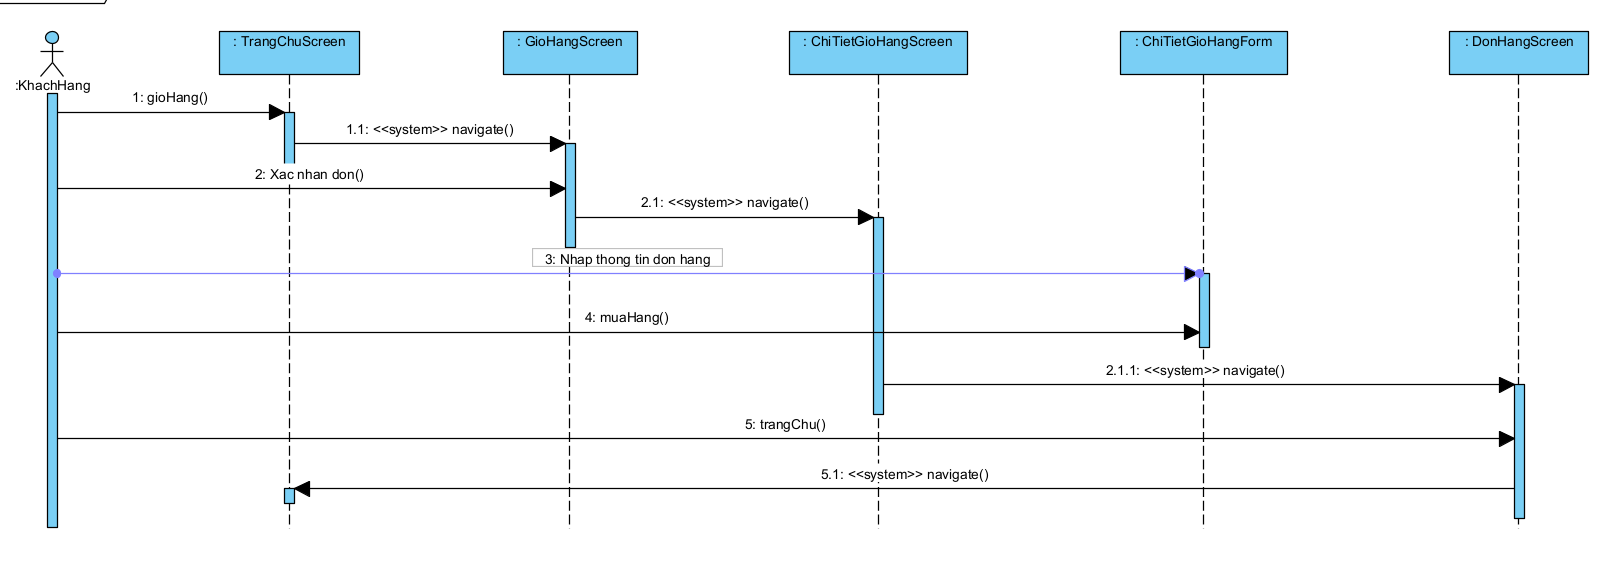 : TrangChuScreen
: GioHangScreen
: ChiTietGioHangScreen
: ChiTietGioHangForm
: DonHangScreen
:KhachHang
1: gioHang()
1.1: <<system>> navigate()
2: Xac nhan don()
2.1: <<system>> navigate()
3: Nhap thong tin don hang
4: muaHang()
2.1.1: <<system>> navigate()
5: trangChu()
5.1: <<system>> navigate()